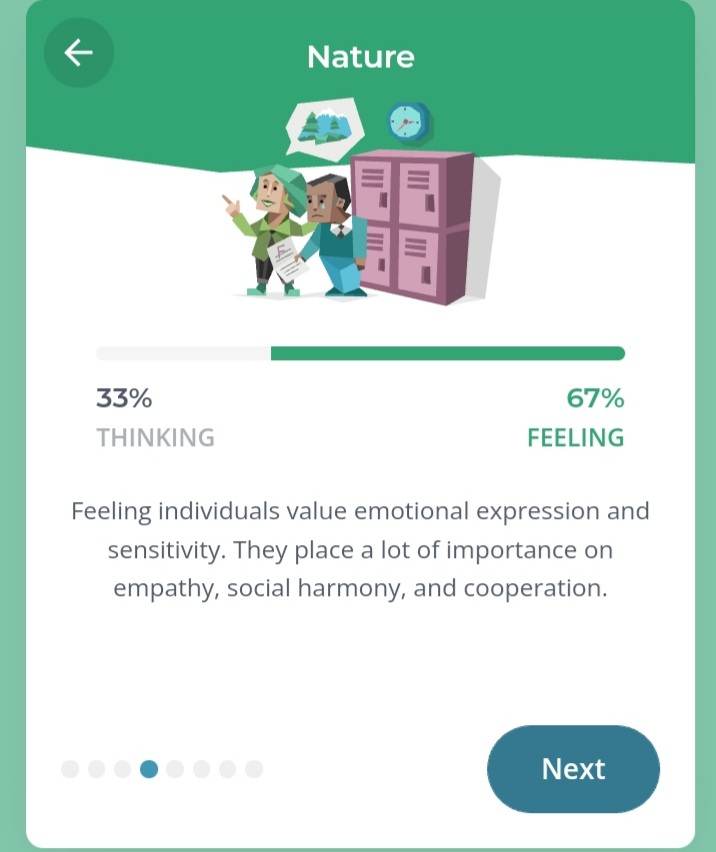 Nature
33%
67%
THINKING
FEELING
Feeling individuals value emotional expression and
sensitivity. They place a lot of importance on
empathy, social harmony, and cooperation.
Next